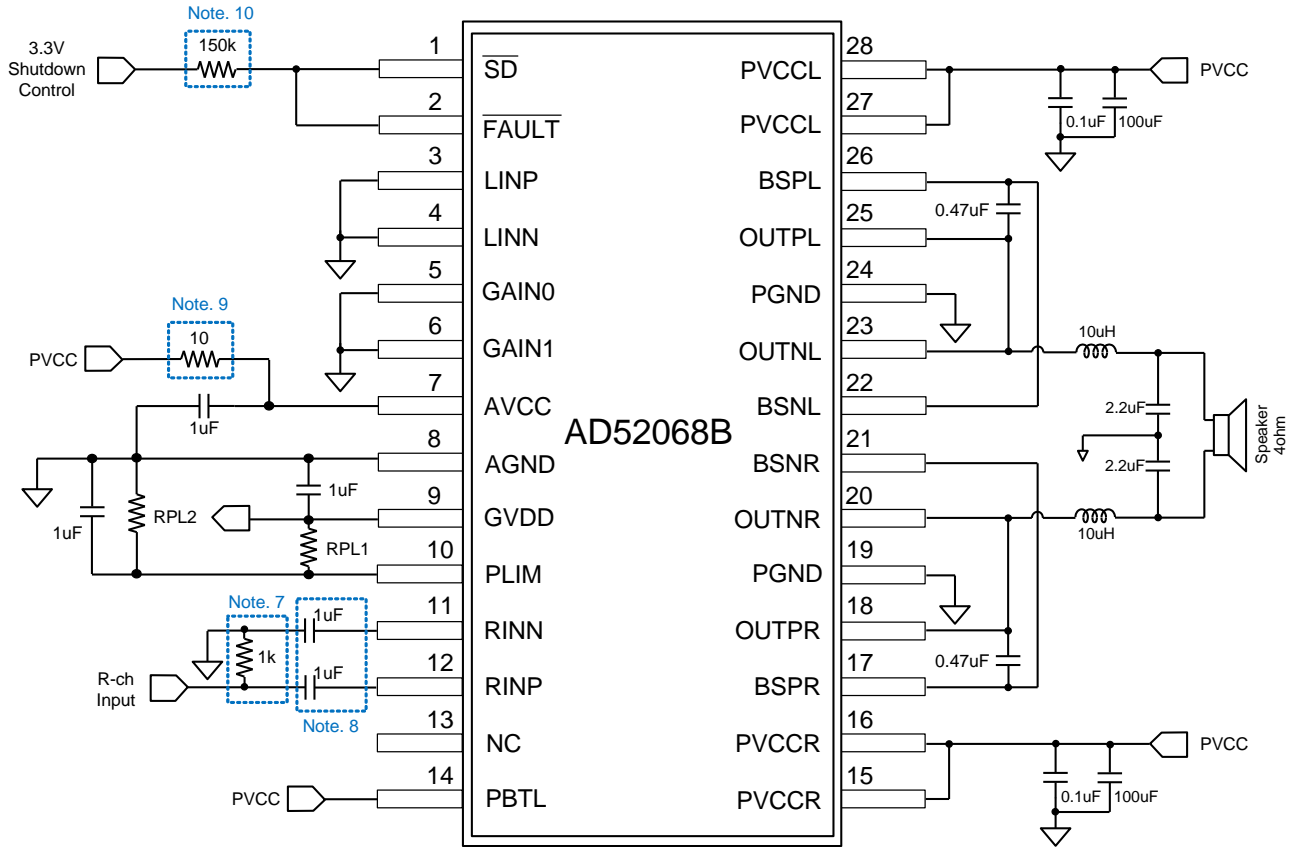 Note. 10
150k
3.3V
Shutdown
Control
1
SD
2
FAULT
3
LINP
4
LINN
5
GAIN0
6
GAIN1
Note. 9
10
PVCC
7
AVCC
1uF
8
AGND
1uF
9
GVDD
1uF
RPL2
RPL1
10
PLIM
Note. 7
11
RINN
1uF
1k
12
RINP
1uF
R-ch
Input
Note. 8
13
NC
14
PBTL
PVCC
AD52068B
28
PVCCL
PVCC
27
PVCCL
0.1uF
100uF
26
BSPL
0.47uF
25
OUTPL
24
PGND
23
OUTNL
10uH
22
BSNL
2.2uF
21
BSNR
2.2uF
Speaker
4ohm
20
OUTNR
10uH
19
PGND
18
OUTPR
0.47uF
17
BSPR
16
PVCCR
PVCC
15
PVCCR
0.1uF
100uF